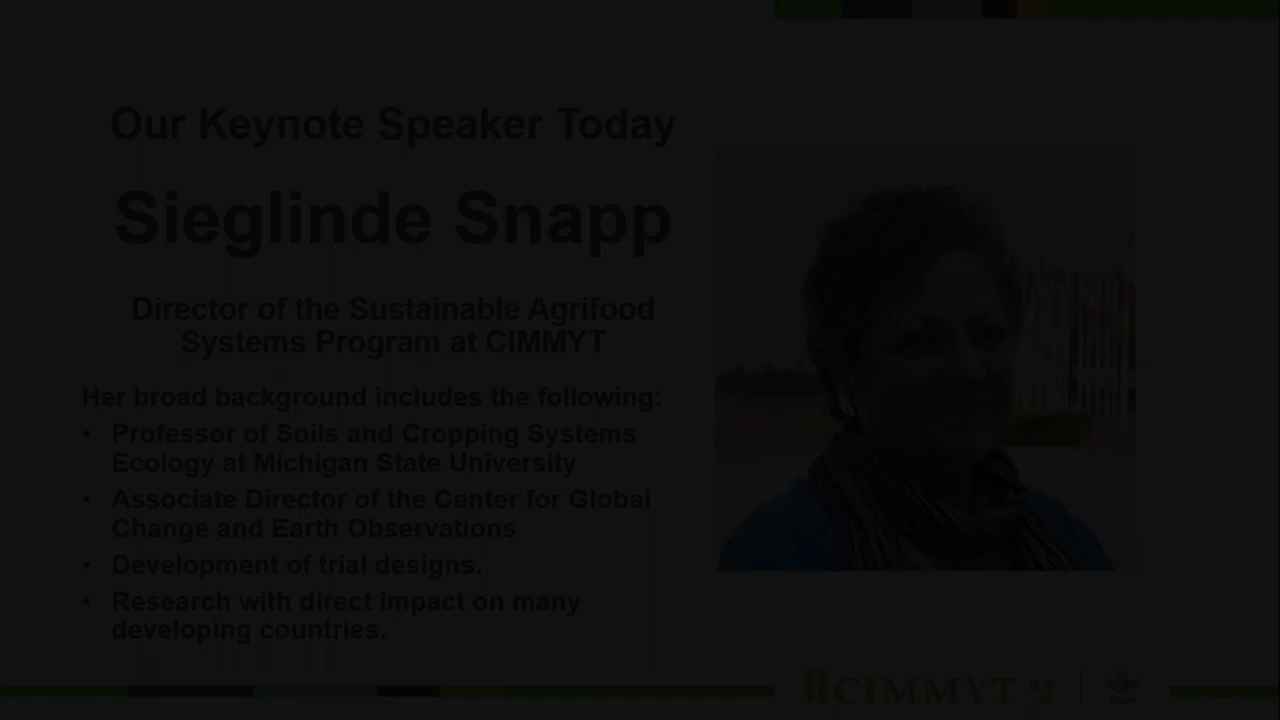 Our Keynote Speaker Today
Sieglinde Snapp
Director of the Sustainable Agrifood
Systems Program at CIMMYT
Her broad background includes the following:
• Professor of Soils and Cropping Systems
Ecology at Michigan State University
• Associate Director of the Center for Global
Change and Earth Observations
• Development of trial designs.
• Research with direct impact on many
developing countries.
CIMMYT